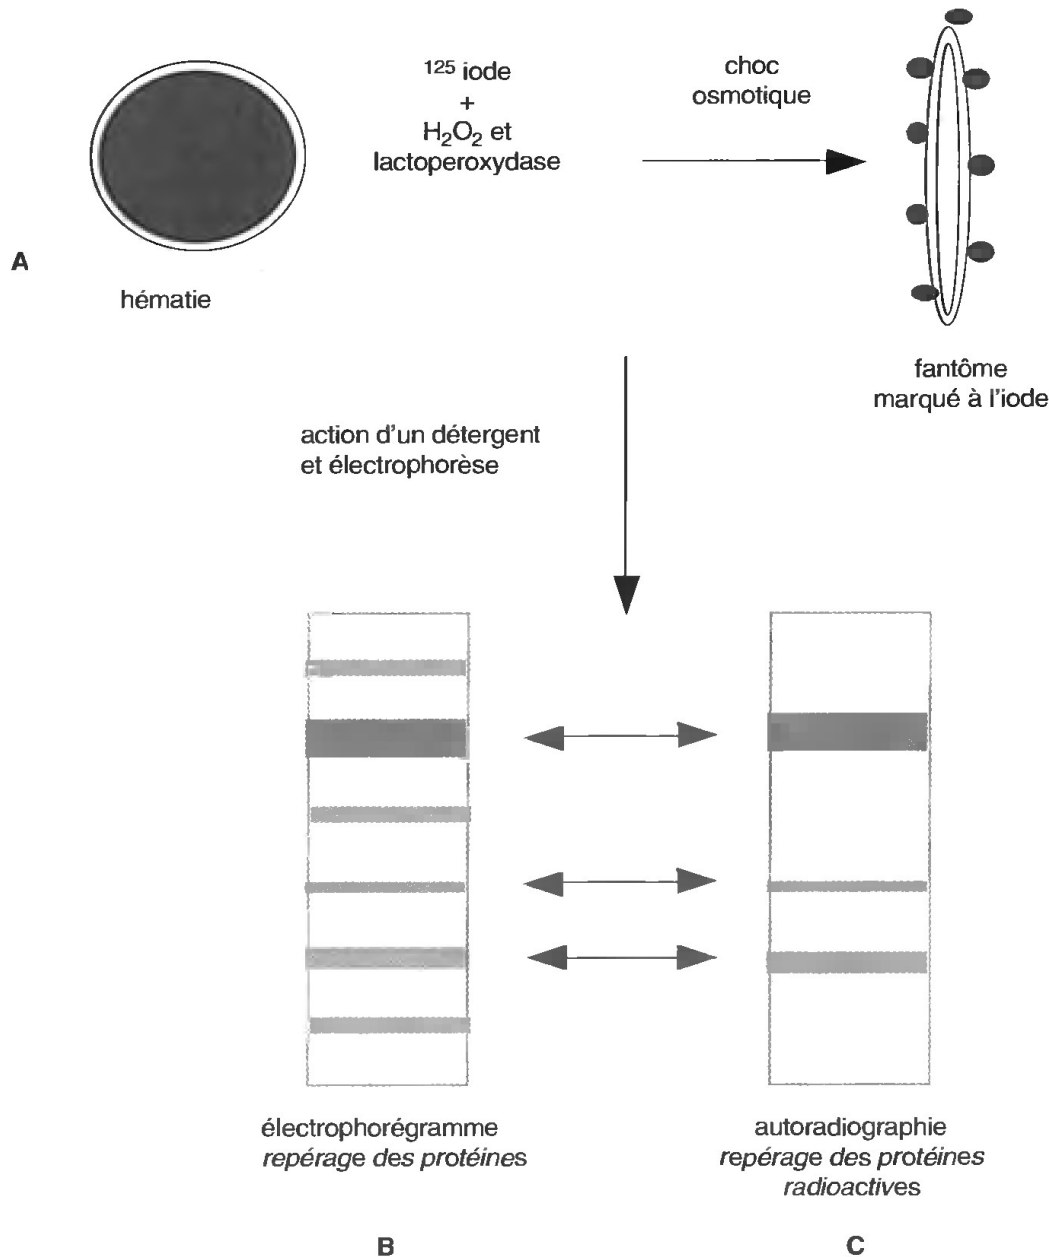 125 iode
+
H2O2 et
lactoperoxydase
choc
osmotique
A
hématie
fantôme
marqué à l'iode
action d'un détergent
et électrophorèse
électrophorégramme
repérage des protéines
autoradiographie
repérage des protéines
radioactives
B
C